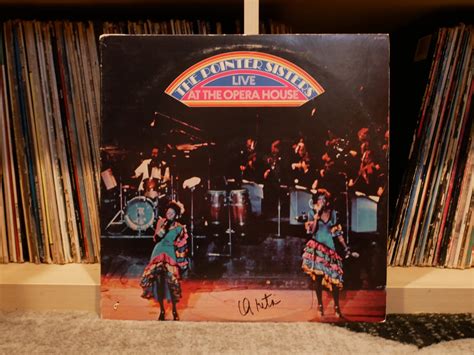 THE POINTER SISTERS
LIVE
AT THE OPERA HOUSE